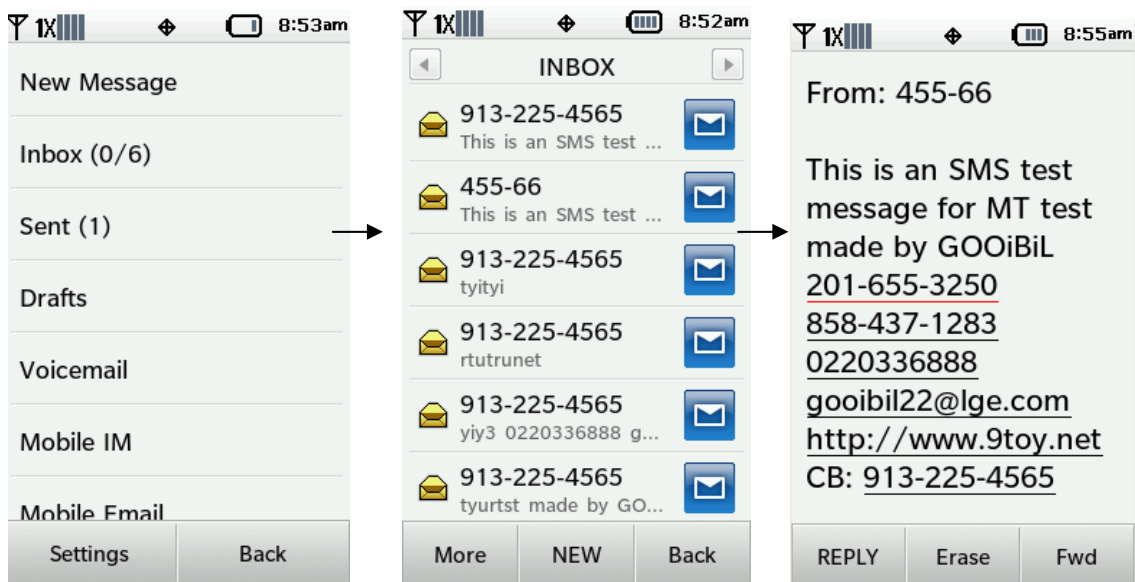 1X 8:53am
New Message
Inbox (0/6)
Sent (1)
Drafts
Voicemail
Mobile IM
Mobile Email
Settings Back
1X 8:52am
INBOX
913-225-4565
This is an SMS test ...
455-66
This is an SMS test ...
913-225-4565
tyityi
913-225-4565
rtutrunet
913-225-4565
yiy3 0220336888 g...
913-225-4565
tyurtst made by GO...
More NEW Back
1X 8:55am
From: 455-66
This is an SMS test
message for MT test
made by GOOiBiL
201-655-3250
858-437-1283
0220336888
gooibil22@lge.com
http://www.9toy.net
CB: 913-225-4565
REPLY Erase Fwd